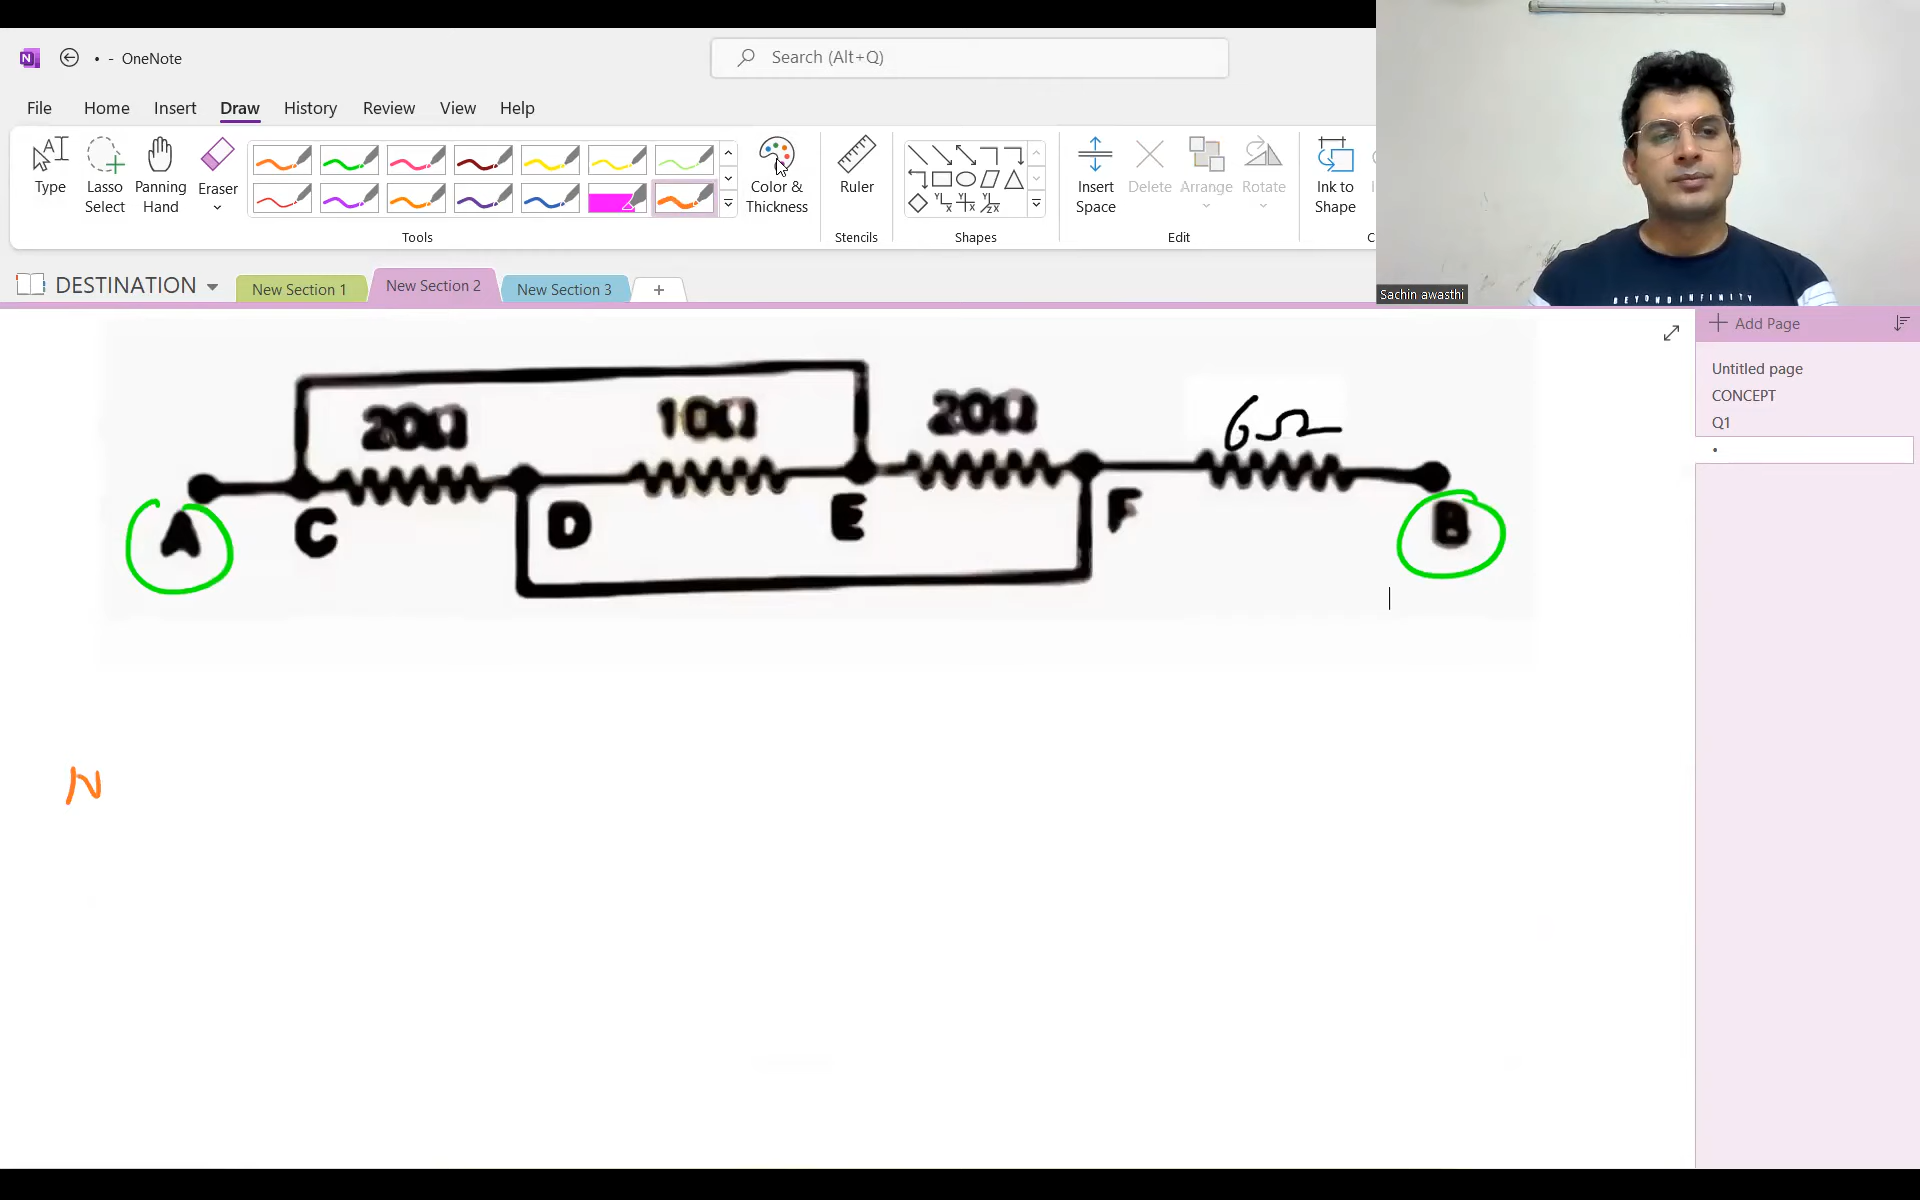 • - OneNote
Search (Alt+Q)
File Home Insert Draw History Review View Help
Type
Lasso Select
Panning Hand
Eraser
Color & Thickness
Ruler
Insert Space
Delete
Arrange
Rotate
Ink to Shape
Tools
Stencils
Shapes
Edit
Sachin awasthi
BEYONDINFINITY
DESTINATION
New Section 1
New Section 2
New Section 3
Add Page
Untitled page
CONCEPT
Q1
•
20Ω 10Ω 20Ω 6Ω
A C D E F B
N